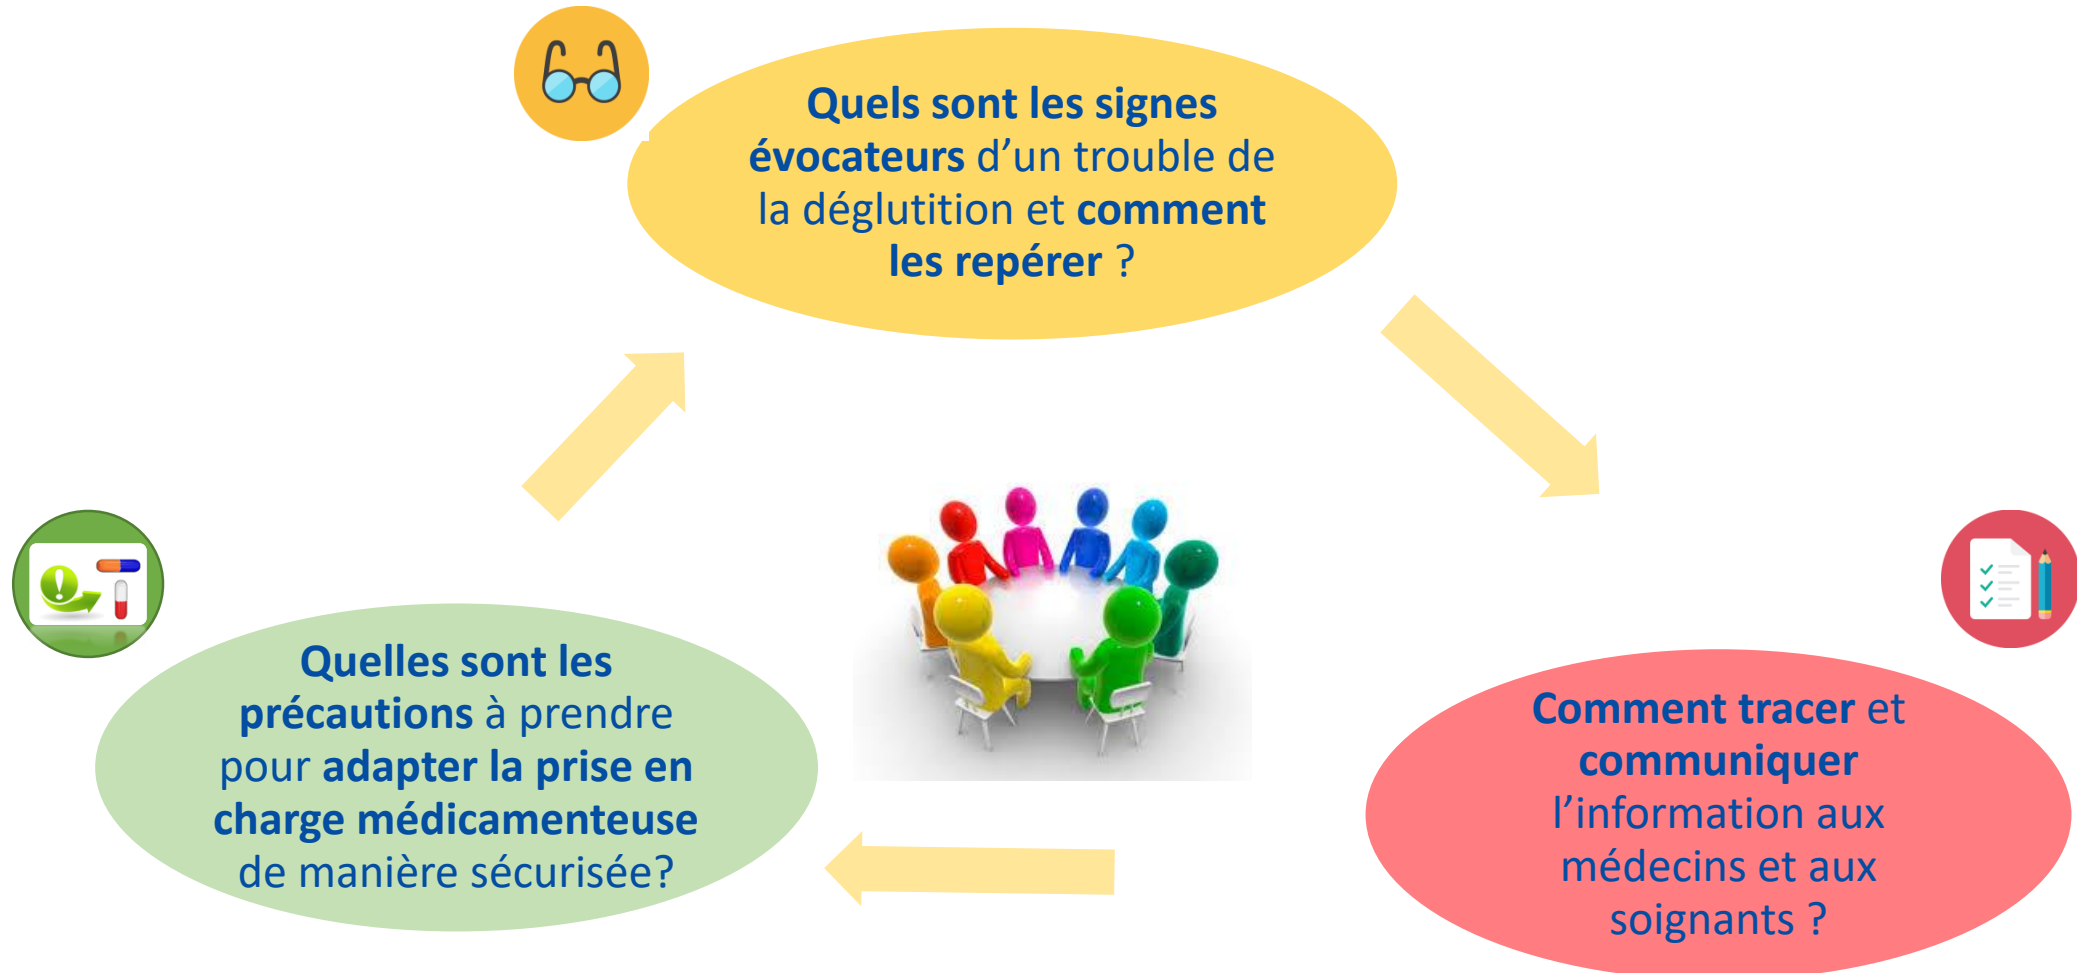 Quels sont les signes
évocateurs d’un trouble de
la déglutition et comment
les repérer ?
Quelles sont les
précautions à prendre
pour adapter la prise en
charge médicamenteuse
de manière sécurisée?
Comment tracer et
communiquer
l’information aux
médecins et aux
soignants ?